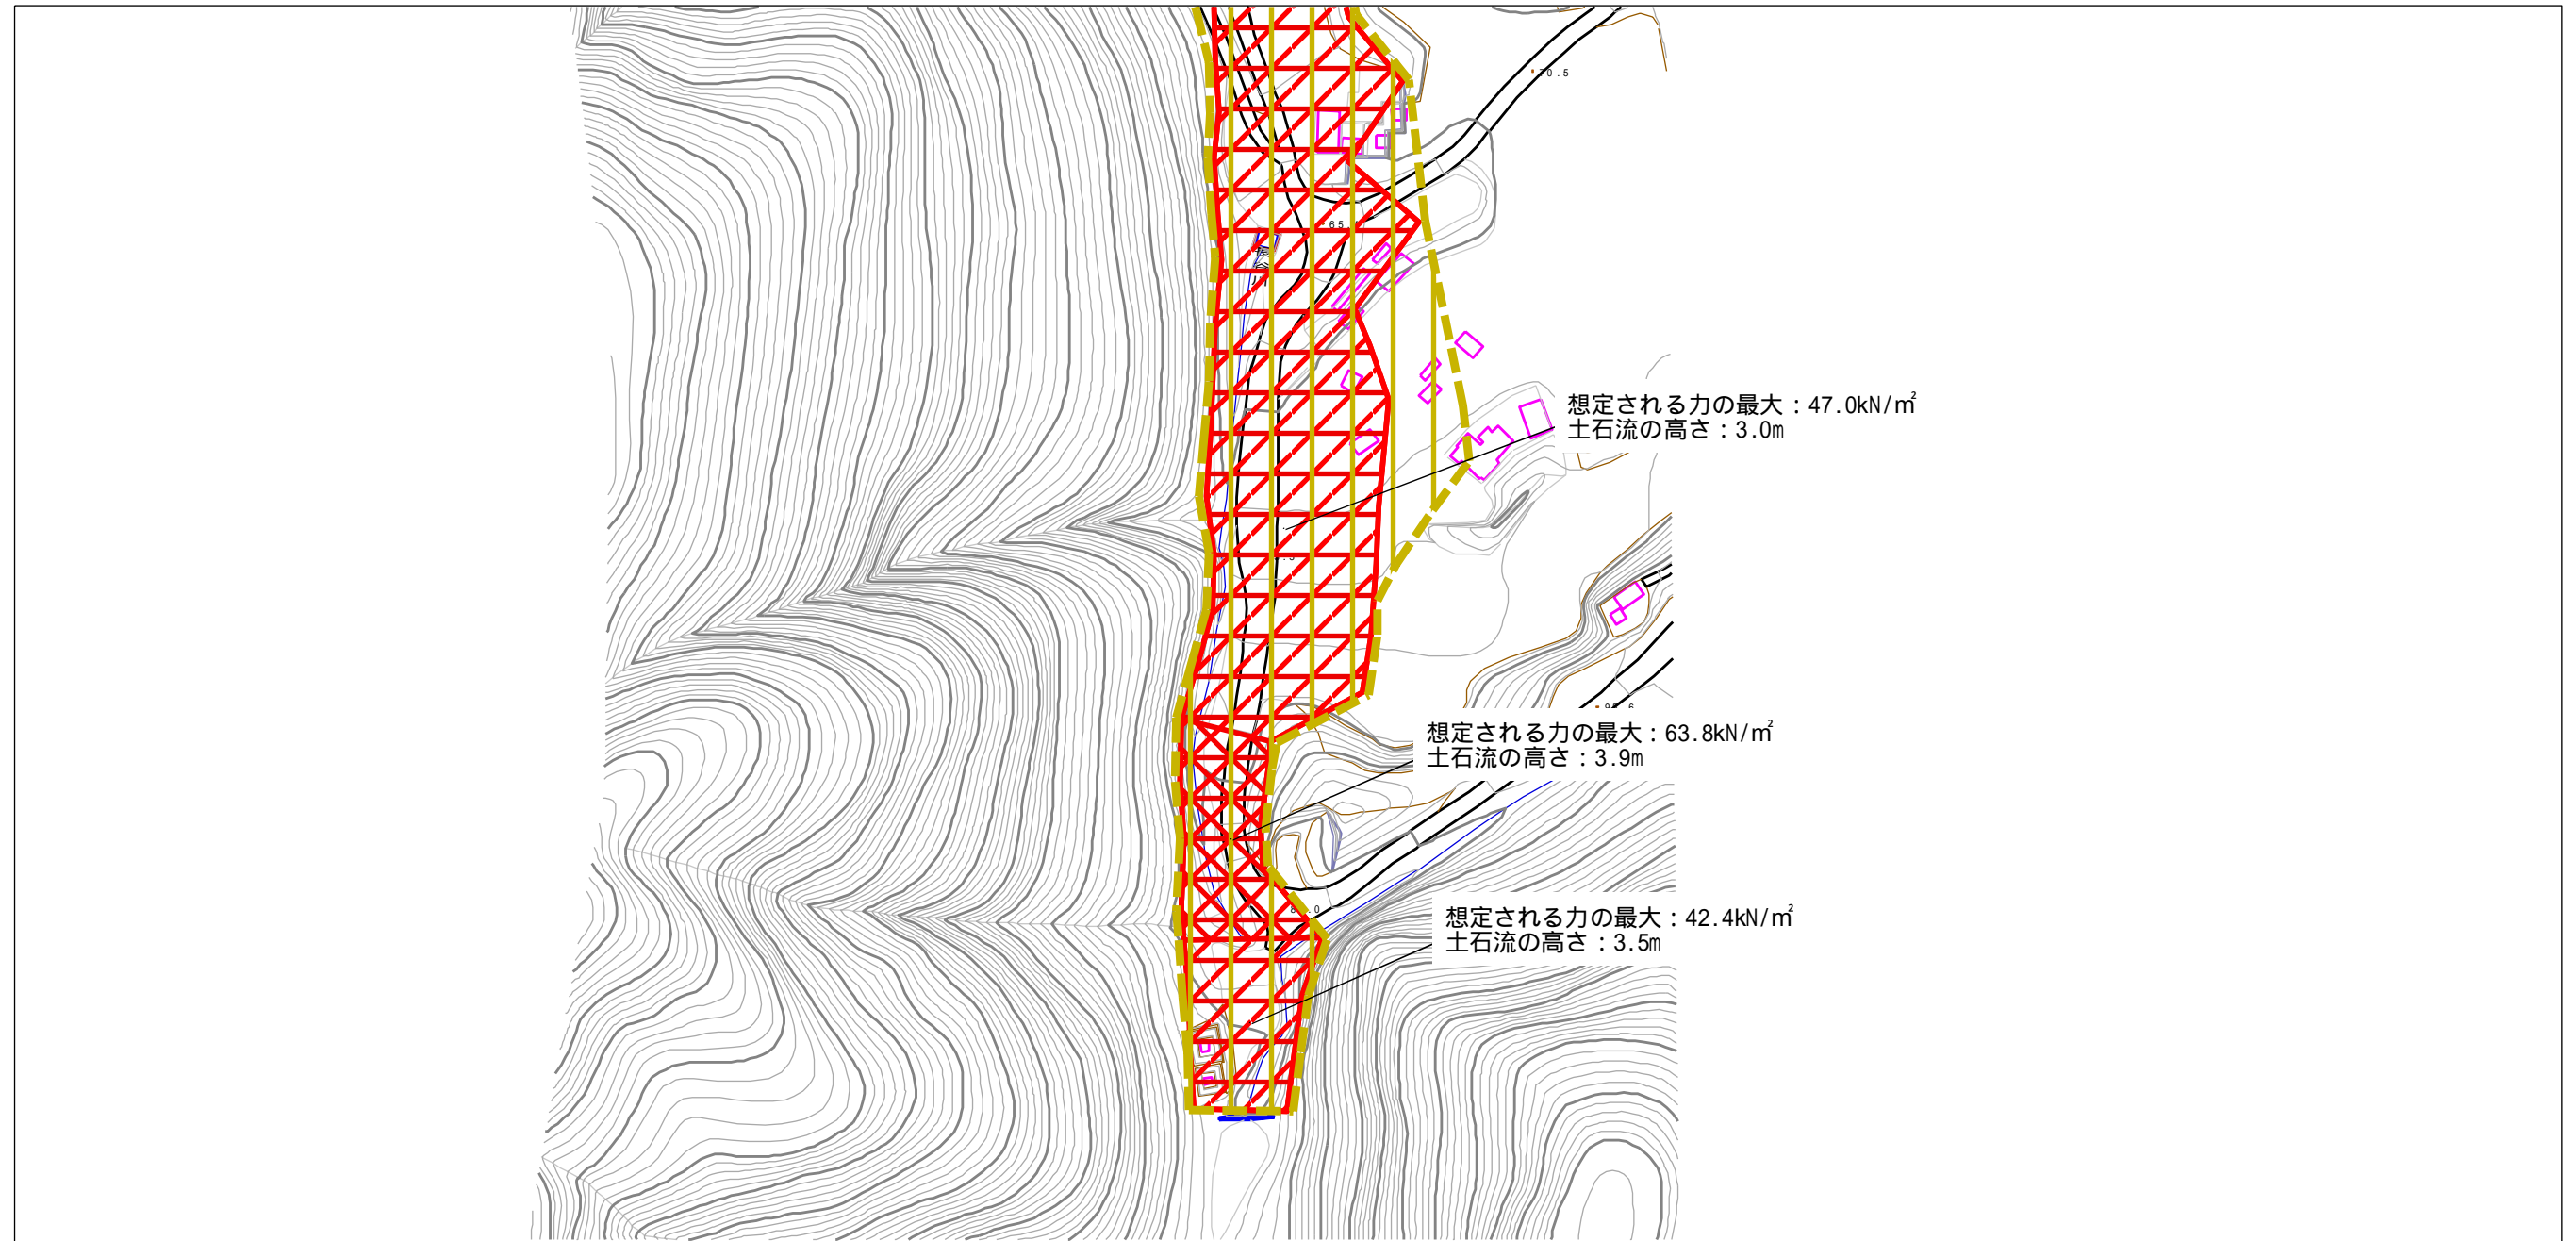 70.5
65
想定される力の最大：47.0kN/㎡
土石流の高さ：3.0m
想定される力の最大：63.8kN/㎡
土石流の高さ：3.9m
想定される力の最大：42.4kN/㎡
土石流の高さ：3.5m